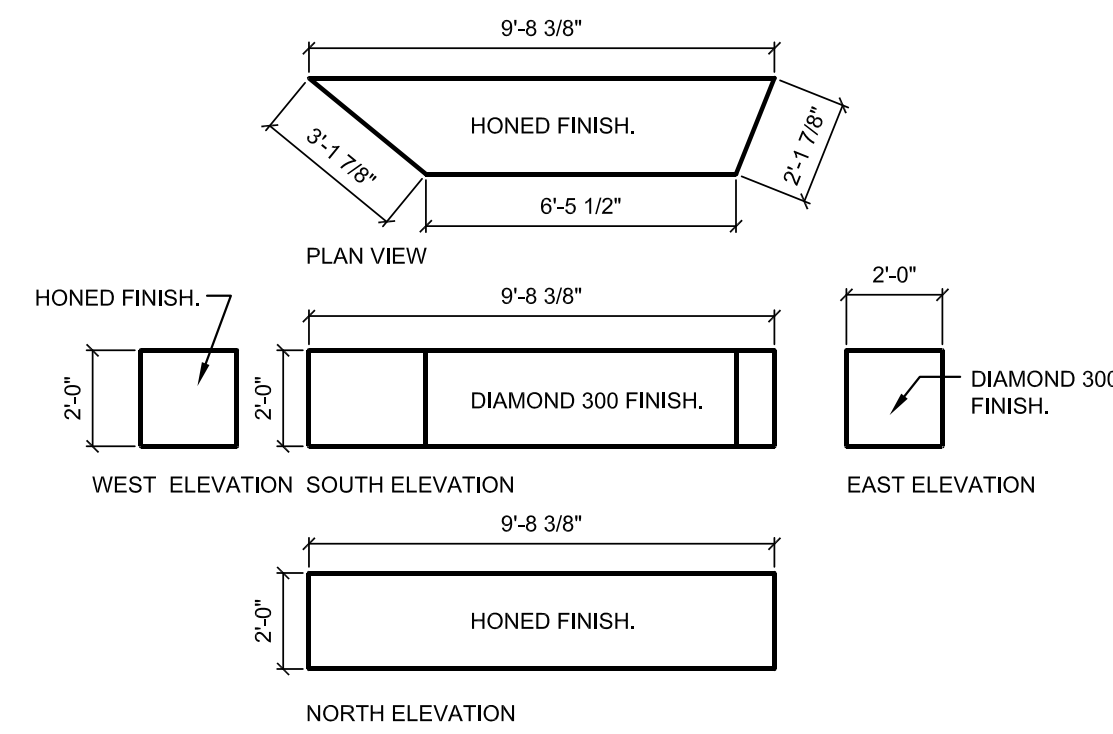 9'-8 3/8"
HONED FINISH.
3'-1 7/8"
2'-1 7/8"
6'-5 1/2"
PLAN VIEW
HONED FINISH.
9'-8 3/8"
2'-0"
2'-0"
2'-0"
DIAMOND 300 FINISH.
DIAMOND 300
FINISH.
WEST ELEVATION
SOUTH ELEVATION
EAST ELEVATION
9'-8 3/8"
2'-0"
HONED FINISH.
NORTH ELEVATION